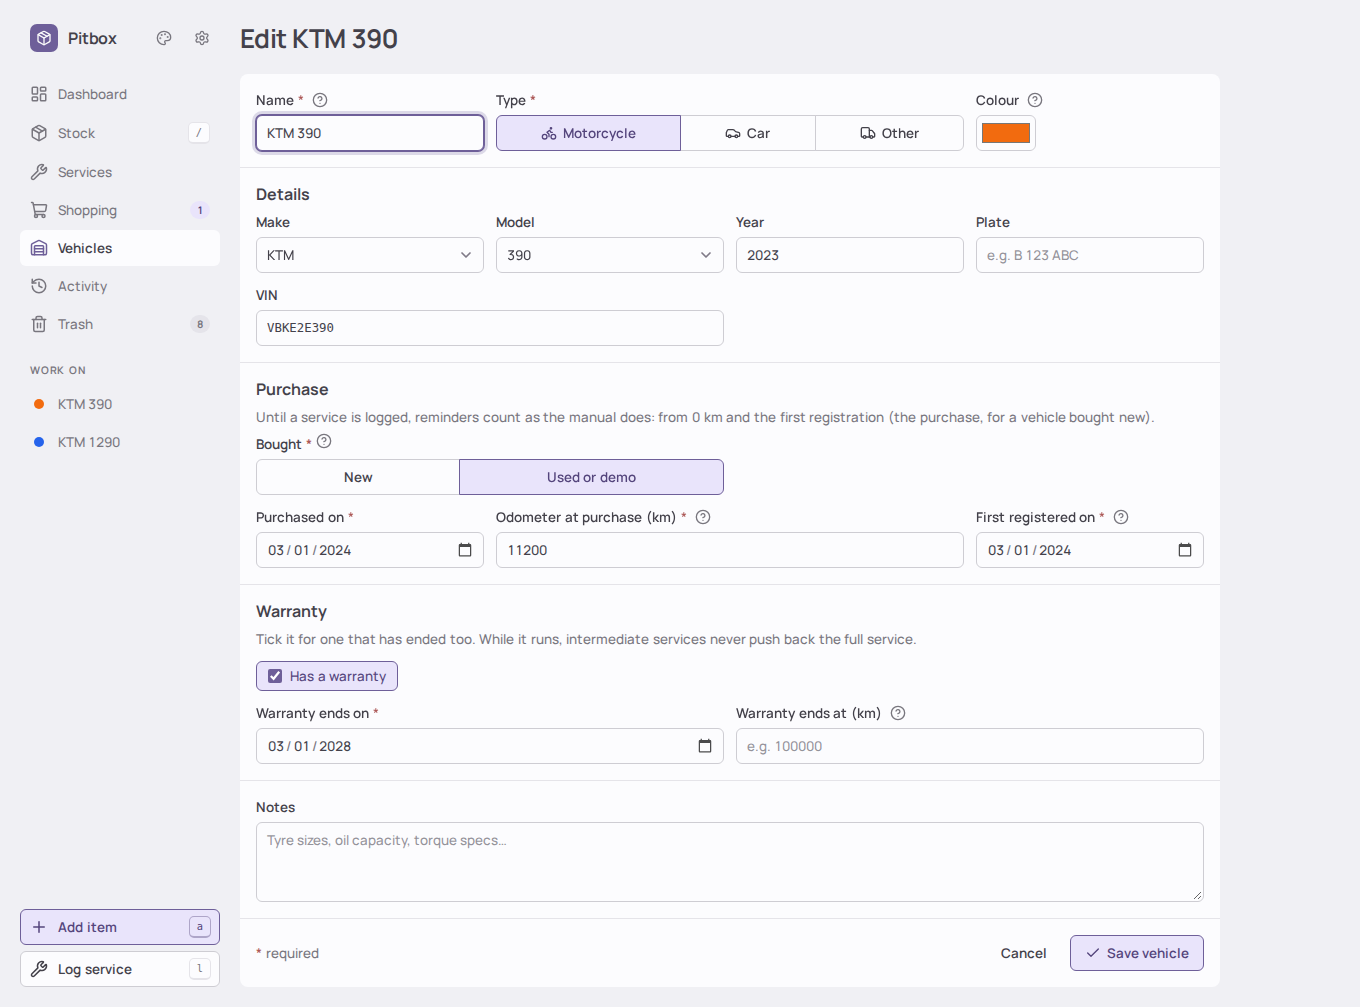 Pitbox
Edit KTM 390
Dashboard
Stock /
Services
Shopping 1
Vehicles
Activity
Trash 8
WORK ON
KTM 390
KTM 1290
Add item a
Log service l
Name * Type * Colour
KTM 390 Motorcycle Car Other
Details
Make Model Year Plate
KTM 390 2023 e.g. B 123 ABC
VIN
VBKE2E390
Purchase
Until a service is logged, reminders count as the manual does: from 0 km and the first registration (the purchase, for a vehicle bought new).
Bought *
New Used or demo
Purchased on * Odometer at purchase (km) * First registered on *
03/01/2024 11200 03/01/2024
Warranty
Tick it for one that has ended too. While it runs, intermediate services never push back the full service.
Has a warranty
Warranty ends on * Warranty ends at (km)
03/01/2028 e.g. 100000
Notes
Tyre sizes, oil capacity, torque specs…
* required Cancel Save vehicle